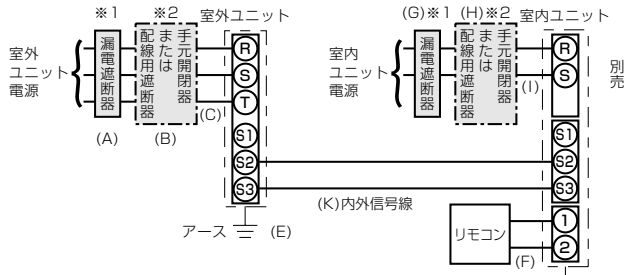 ※1
※2
室外ユニット
(G)※1
(H)※2
室内ユニット
室外
ユニット
電源
漏電遮断器
手元開閉器
または
配線用遮断器
R
S
T
S1
S2
S3
(A)
(B)
(C)
室内
ユニット
電源
漏電遮断器
手元開閉器
または
配線用遮断器
(I)
R
S
別売
S1
S2
S3
(K)内外信号線
アース
(E)
リモコン
1
2
(F)